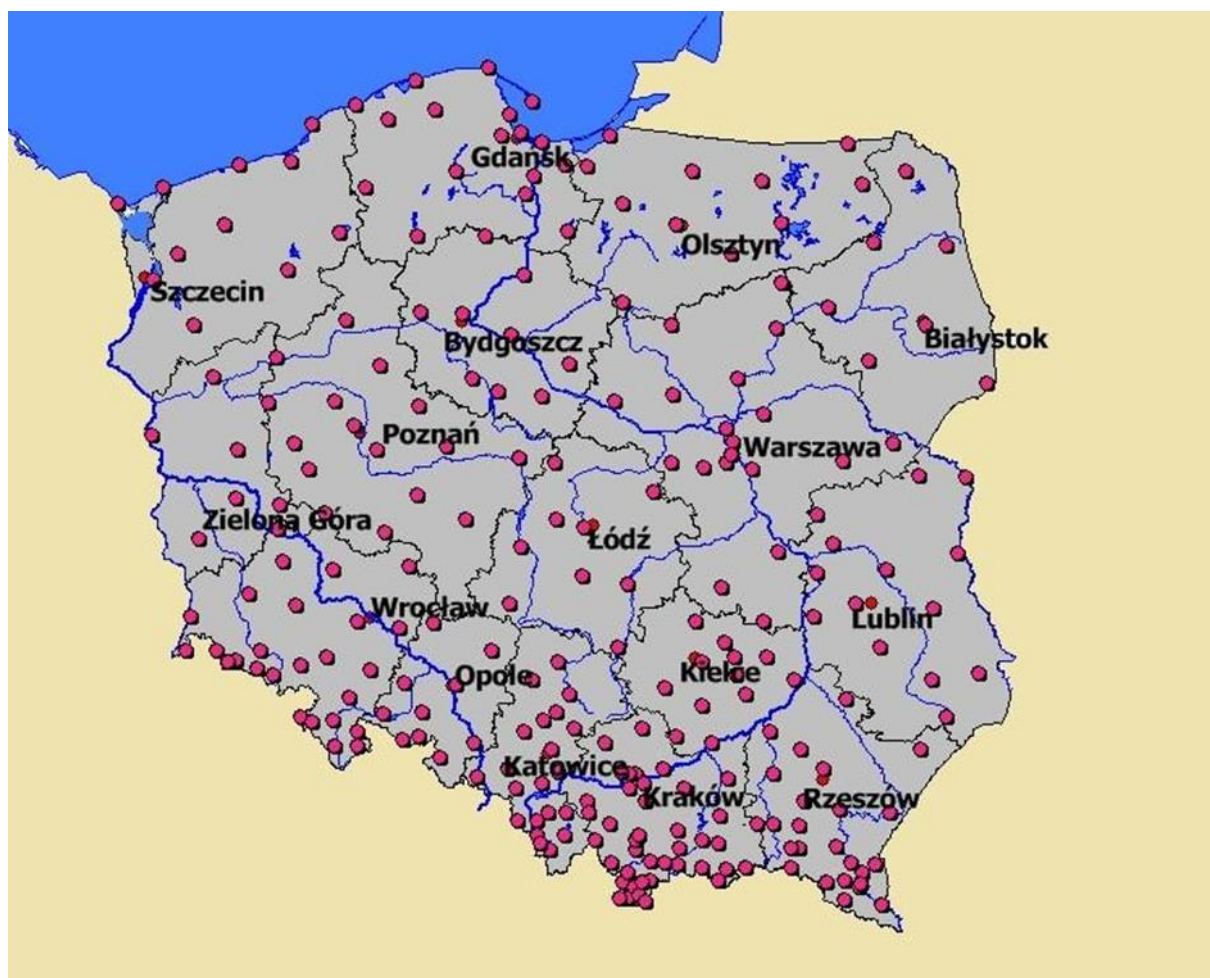 Gdańsk
Olsztyn
Szczecin
Białystok
Bydgoszcz
Poznań
Warszawa
Zielona Góra
Łódź
Wrocław
Lublin
Opole
Kielce
Katowice
Kraków
Rzeszów